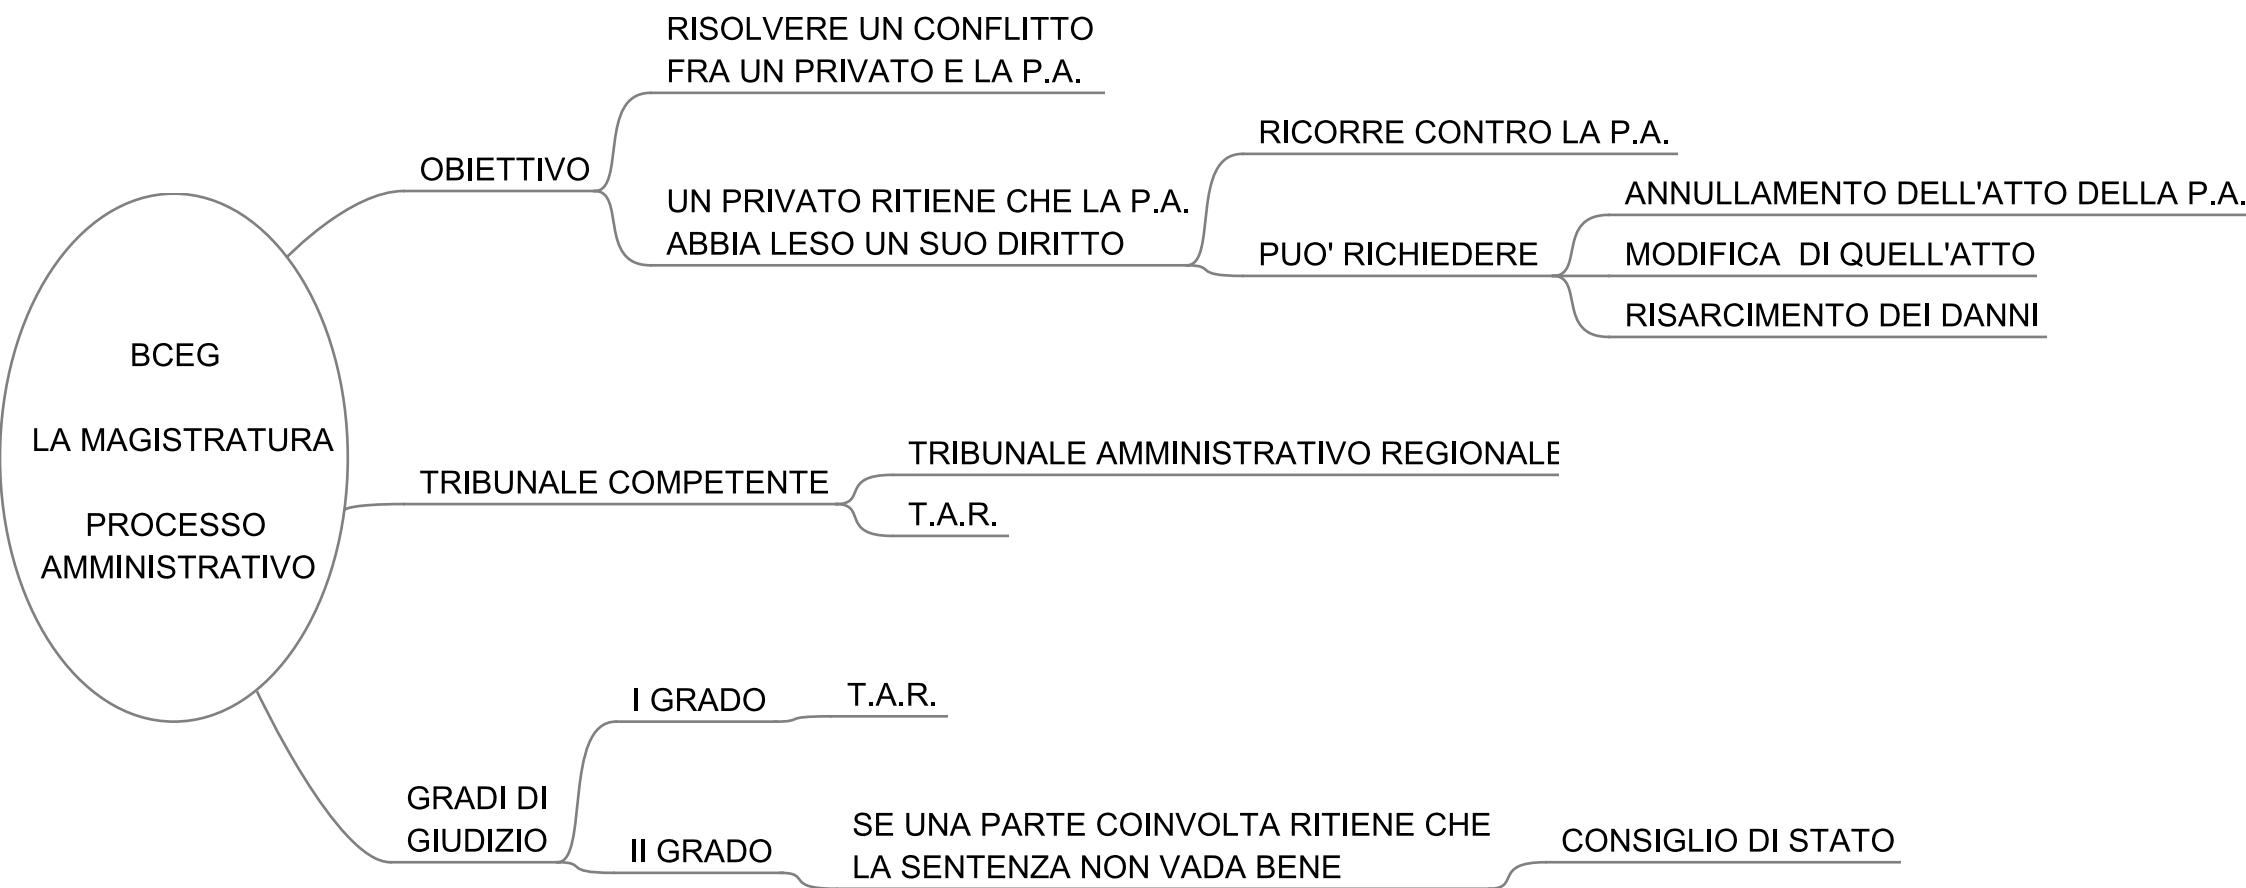 BCEG
LA MAGISTRATURA
PROCESSO
AMMINISTRATIVO
OBIETTIVO
RISOLVERE UN CONFLITTO
FRA UN PRIVATO E LA P.A.
UN PRIVATO RITIENE CHE LA P.A.
ABBIA LESO UN SUO DIRITTO
RICORRE CONTRO LA P.A.
PUO' RICHIEDERE
ANNULLAMENTO DELL'ATTO DELLA P.A.
MODIFICA  DI QUELL'ATTO
RISARCIMENTO DEI DANNI
TRIBUNALE COMPETENTE
TRIBUNALE AMMINISTRATIVO REGIONALE
T.A.R.
GRADI DI
GIUDIZIO
I GRADO
T.A.R.
II GRADO
SE UNA PARTE COINVOLTA RITIENE CHE
LA SENTENZA NON VADA BENE
CONSIGLIO DI STATO